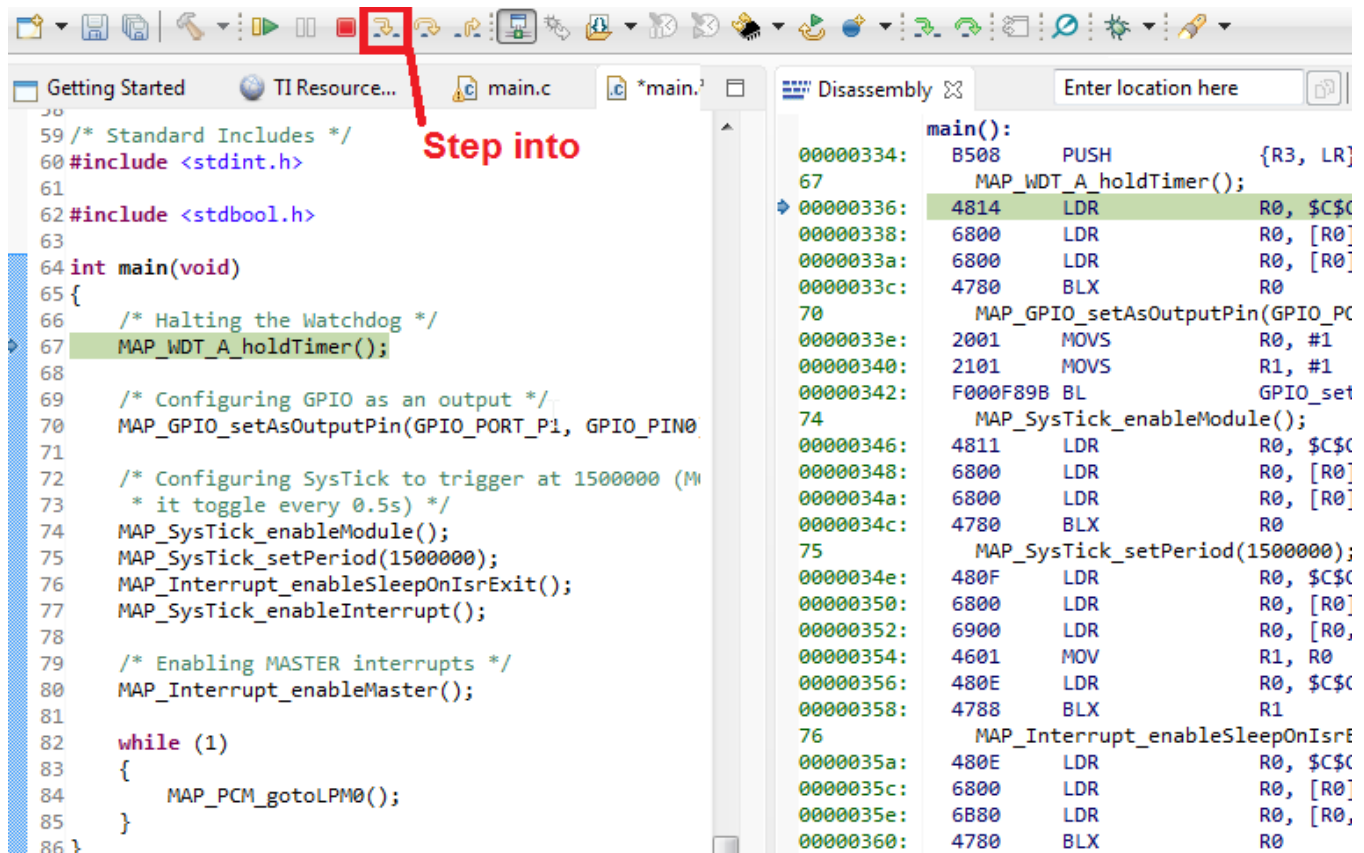 Getting Started
TI Resource...
main.c
*main.
Step into
59 /* Standard Includes */
60 #include <stdint.h>
61
62 #include <stdbool.h>
63
64 int main(void)
65 {
66 /* Halting the Watchdog */
67 MAP_WDT_A_holdTimer();
68
69 /* Configuring GPIO as an output */
70 MAP_GPIO_setAsOutputPin(GPIO_PORT_P1, GPIO_PIN0
71
72 /* Configuring SysTick to trigger at 1500000 (M
73 * it toggle every 0.5s) */
74 MAP_SysTick_enableModule();
75 MAP_SysTick_setPeriod(1500000);
76 MAP_Interrupt_enableSleepOnIsrExit();
77 MAP_SysTick_enableInterrupt();
78
79 /* Enabling MASTER interrupts */
80 MAP_Interrupt_enableMaster();
81
82 while (1)
83 {
84 MAP_PCM_gotoLPM0();
85 }
86 }
Disassembly
Enter location here
main():
00000334: B508 PUSH {R3, LR}
67 MAP_WDT_A_holdTimer();
00000336: 4814 LDR R0, $C$C
00000338: 6800 LDR R0, [R0]
0000033a: 6800 LDR R0, [R0]
0000033c: 4780 BLX R0
70 MAP_GPIO_setAsOutputPin(GPIO_PO
0000033e: 2001 MOVS R0, #1
00000340: 2101 MOVS R1, #1
00000342: F000F89B BL GPIO_set
74 MAP_SysTick_enableModule();
00000346: 4811 LDR R0, $C$C
00000348: 6800 LDR R0, [R0]
0000034a: 6800 LDR R0, [R0]
0000034c: 4780 BLX R0
75 MAP_SysTick_setPeriod(1500000);
0000034e: 480F LDR R0, $C$C
00000350: 6800 LDR R0, [R0]
00000352: 6900 LDR R0, [R0,
00000354: 4601 MOV R1, R0
00000356: 480E LDR R0, $C$C
00000358: 4788 BLX R1
76 MAP_Interrupt_enableSleepOnIsrE
0000035a: 480E LDR R0, $C$C
0000035c: 6800 LDR R0, [R0]
0000035e: 6B80 LDR R0, [R0,
00000360: 4780 BLX R0